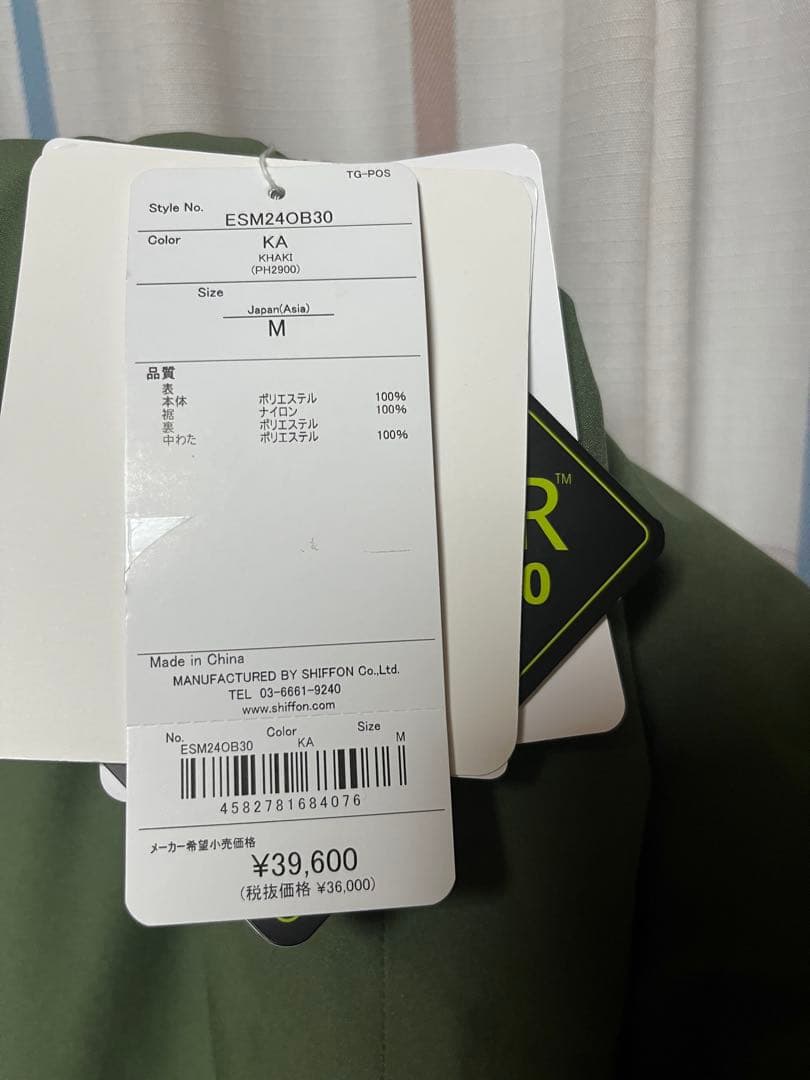 TG-POS
Style No. ESM24OB30
Color KA
KHAKI
(PH2900)
Size
Japan(Asia)
M
品質
表
本体 ポリエステル 100%
裾 ナイロン 100%
裏 ポリエステル
中わた ポリエステル 100%
Made in China
MANUFACTURED BY SHIFFON Co.,Ltd.
TEL 03-6661-9240
www.shiffon.com
No. Color Size
ESM24OB30 KA M
4582781684076
メーカー希望小売価格
¥39,600
(税抜価格 ¥36,000)
R™
0